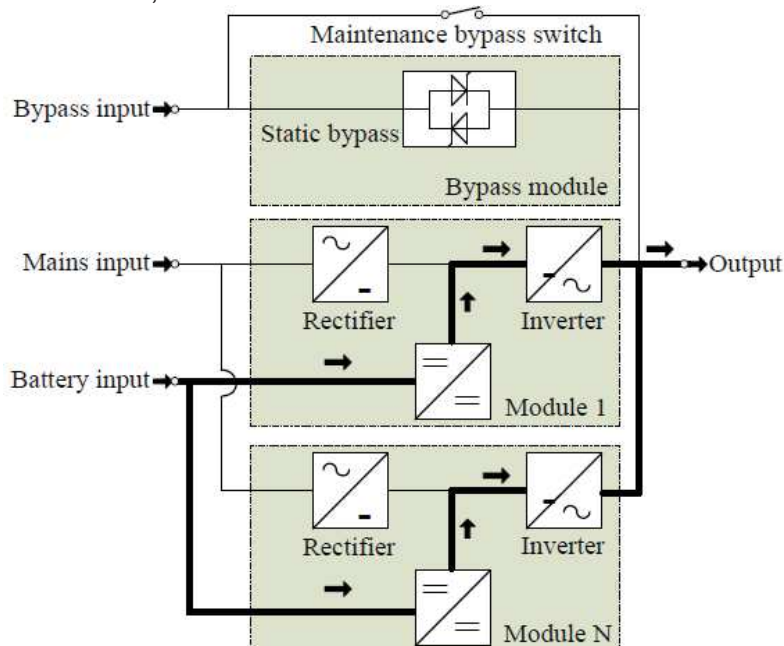 Maintenance bypass switch
Bypass input
Static bypass
Bypass module
Mains input
Output
Rectifier
Inverter
Battery input
Module 1
Rectifier
Inverter
Module N